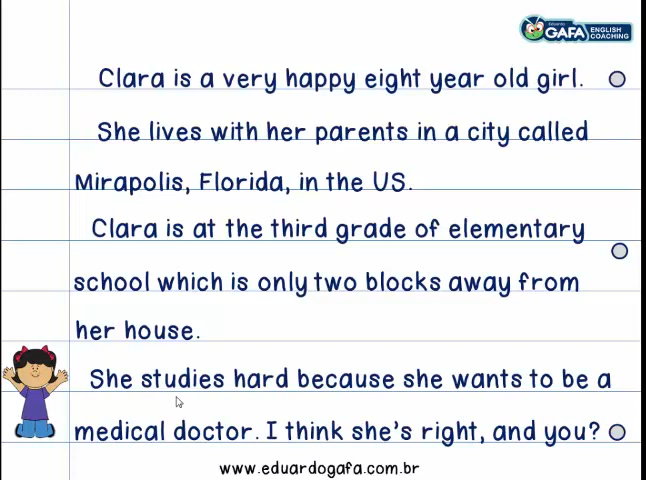 Eduardo
GAFA ENGLISH COACHING
Clara is a very happy eight year old girl.
She lives with her parents in a city called
Mirapolis, Florida, in the US.
Clara is at the third grade of elementary
school which is only two blocks away from
her house.
She studies hard because she wants to be a
medical doctor. I think she's right, and you?
www.eduardogafa.com.br